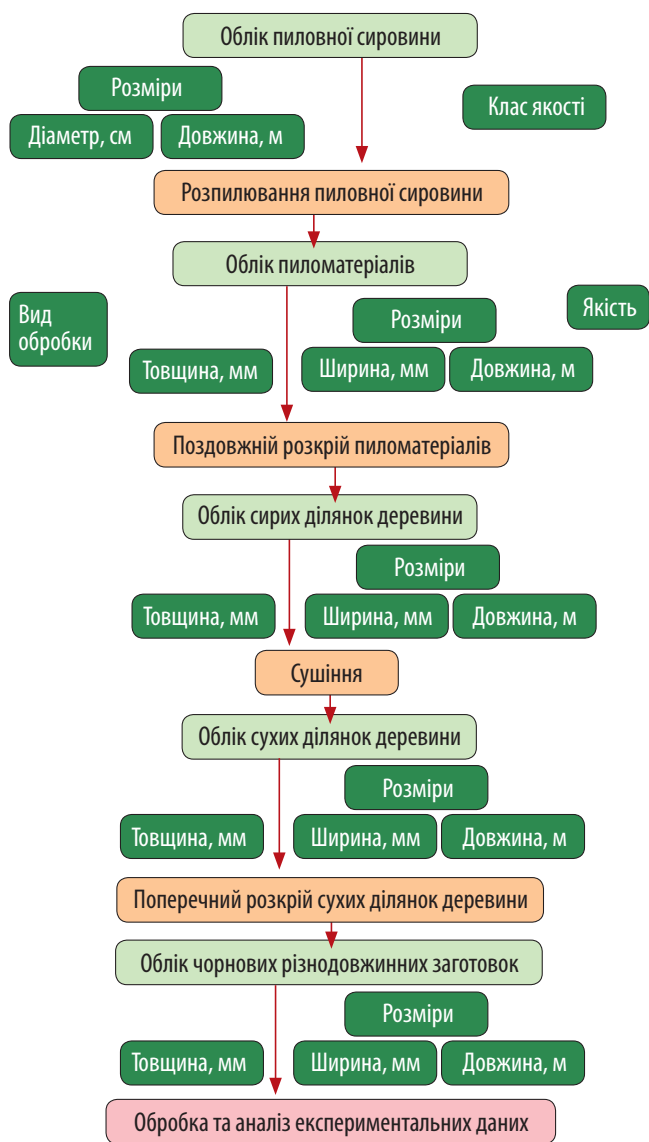 Облік пиловної сировини
Розміри
Клас якості
Діаметр, см
Довжина, м
Розпилювання пиловної сировини
Облік пиломатеріалів
Вид
обробки
Розміри
Якість
Товщина, мм
Ширина, мм
Довжина, м
Поздовжній розкрій пиломатеріалів
Облік сирих ділянок деревини
Розміри
Товщина, мм
Ширина, мм
Довжина, м
Сушіння
Облік сухих ділянок деревини
Розміри
Товщина, мм
Ширина, мм
Довжина, м
Поперечний розкрій сухих ділянок деревини
Облік чорнових різнодовжинних заготовок
Розміри
Товщина, мм
Ширина, мм
Довжина, м
Обробка та аналіз експериментальних даних